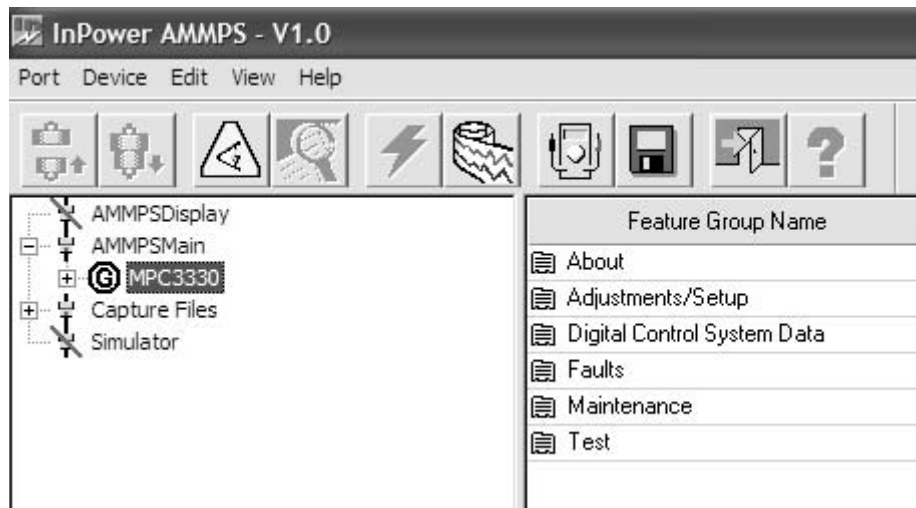 InPower AMMPS - V1.0
Port Device Edit View Help
AMMPSDisplay
AMMPSMain
G MPC3330
Capture Files
Simulator
Feature Group Name
About
Adjustments/Setup
Digital Control System Data
Faults
Maintenance
Test